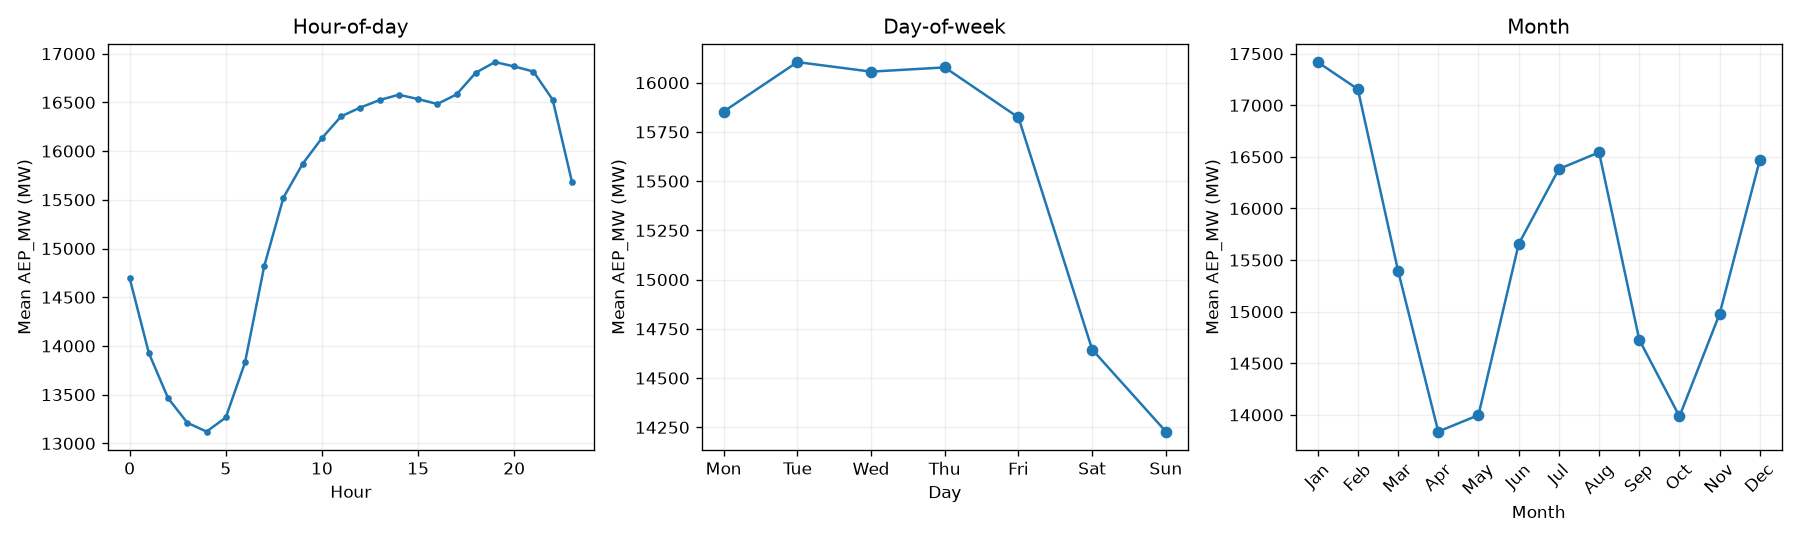 Hour-of-day
Mean AEP_MW (MW)
17000
16500
16000
15500
15000
14500
14000
13500
13000
0 5 10 15 20
Hour
Day-of-week
Mean AEP_MW (MW)
16000
15750
15500
15250
15000
14750
14500
14250
Mon Tue Wed Thu Fri Sat Sun
Day
Month
Mean AEP_MW (MW)
17500
17000
16500
16000
15500
15000
14500
14000
Jan Feb Mar Apr May Jun Jul Aug Sep Oct Nov Dec
Month